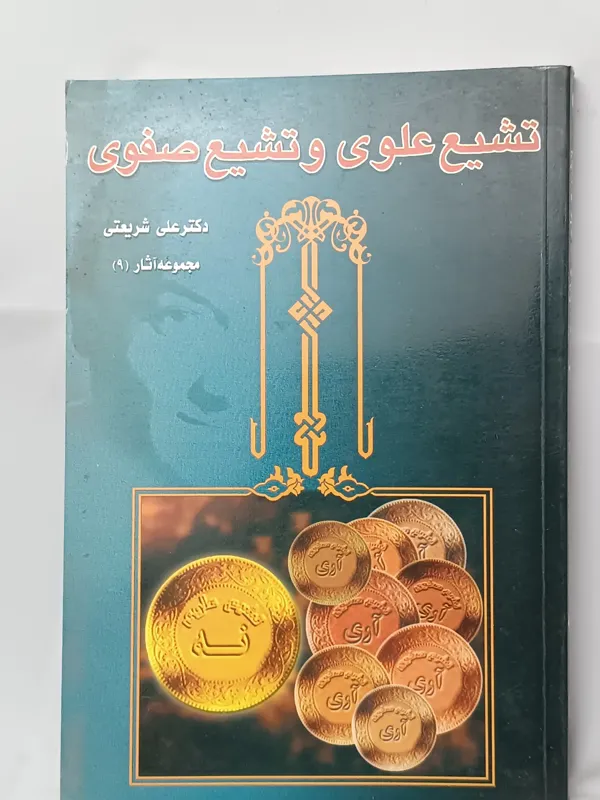 تشیع علوی و تشیع صفوی
دکتر علی شریعتی
مجموعه آثار (۹)
تشیع علوی
نه
آری
آری
آری
آری
آری
آری